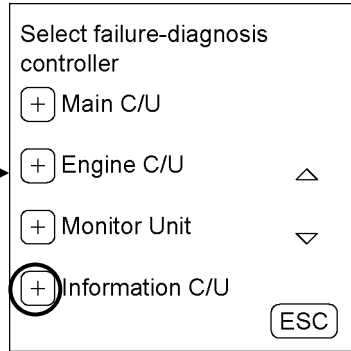 Select failure-diagnosis
controller
+ Main C/U
+ Engine C/U
+ Monitor Unit
+ Information C/U
ESC